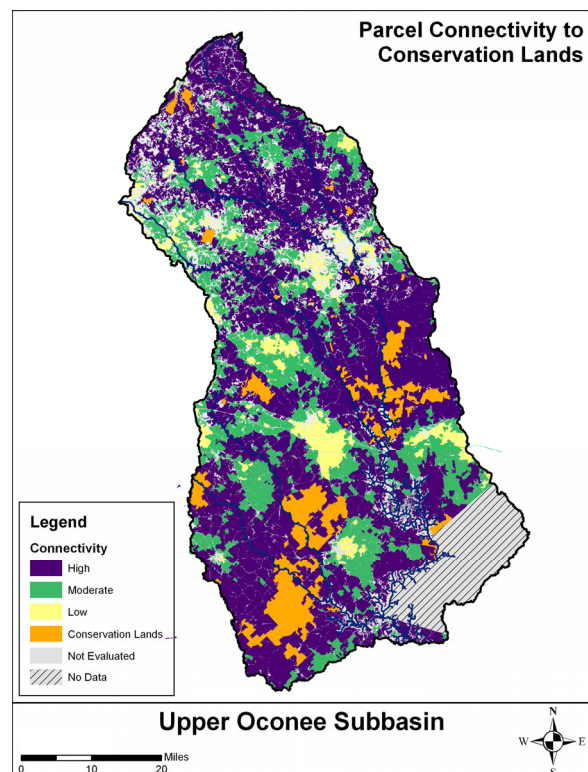 Parcel Connectivity to
Conservation Lands
Legend
Connectivity
High
Moderate
Low
Conservation Lands
Not Evaluated
No Data
Upper Oconee Subbasin
Miles
0 10 20
N
W E
S